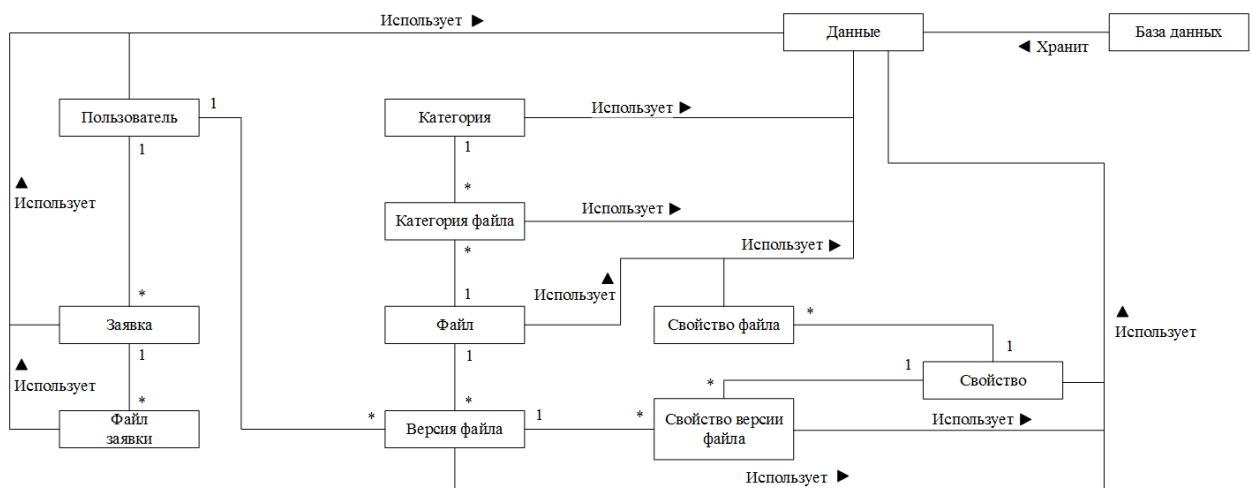 Использует ►
Данные
База данных
◄ Хранит
Пользователь
1
Категория
Использует ►
1
1
▲
Использует
*
Категория файла
Использует ►
*
Использует ►
▲
Использует
*
1
Заявка
Файл
Свойство файла
*
▲
Использует
1
1
1
1
Свойство
▲
Использует
*
*
*
Файл
заявки
*
Версия файла
1
*
Свойство версии
файла
Использует ►
Использует ►